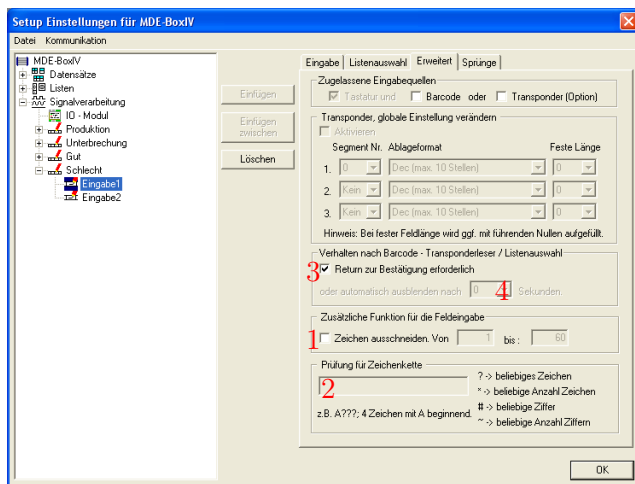 Setup Einstellungen für MDE-BoxIV
Datei Kommunikation
MDE-BoxIV
Datensätze
Listen
Signalverarbeitung
IO - Modul
Produktion
Unterbrechung
Gut
Schlecht
Eingabe1
Eingabe2
Einfügen
Einfügen
zwischen
Löschen
Eingabe Listenauswahl Erweitert Sprünge
Zugelassene Eingabequellen
Tastatur und Barcode oder Transponder (Option)
Transponder, globale Einstellung verändern
Aktivieren
Segment Nr. Ablageformat Feste Länge
1. 0 Dec (max. 10 Stellen) 0
2. Kein Dec (max. 10 Stellen) 0
3. Kein Dec (max. 10 Stellen) 0
Hinweis: Bei fester Feldlänge wird ggf. mit führenden Nullen aufgefüllt.
Verhalten nach Barcode - Transponderleser / Listenauswahl
3 Return zur Bestätigung erforderlich
oder automatisch ausblenden nach 0 4 Sekunden.
Zusätzliche Funktion für die Feldeingabe
1 Zeichen ausschneiden. Von 1 bis : 60
Prüfung für Zeichenkette
2
z.B. A???; 4 Zeichen mit A beginnend.
? -> beliebiges Zeichen
* -> beliebige Anzahl Zeichen
# -> beliebige Ziffer
~ -> beliebige Anzahl Ziffern
OK